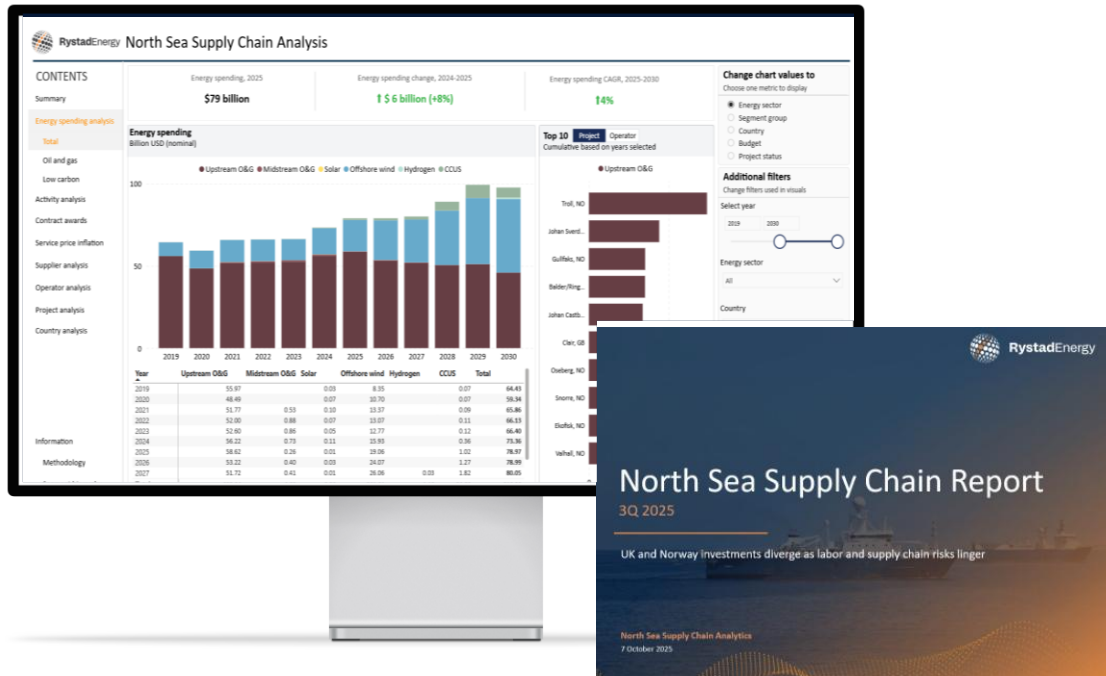 RystadEnergy North Sea Supply Chain Analysis
CONTENTS
Summary
Energy spending analysis
Total
Oil and gas
Low carbon
Activity analysis
Contract awards
Service price inflation
Supplier analysis
Operator analysis
Project analysis
Country analysis
Information
Methodology
Energy spending, 2025
$79 billion
Energy spending change, 2024-2025
⬆ $ 6 billion (+8%)
Energy spending CAGR, 2025-2030
⬆4%
Energy spending
Billion USD (nominal)
Upstream O&G Midstream O&G Solar Offshore wind Hydrogen CCUS
100
50
0
2019 2020 2021 2022 2023 2024 2025 2026 2027 2028 2029 2030
Year Upstream O&G Midstream O&G Solar Offshore wind Hydrogen CCUS Total
2019 55.97 0.03 8.35 0.07 64.43
2020 48.49 0.07 10.70 0.07 59.34
2021 51.77 0.53 0.10 13.37 0.09 65.86
2022 52.00 0.88 0.07 13.07 0.11 66.13
2023 52.60 0.86 0.05 12.77 0.12 66.40
2024 56.22 0.73 0.11 15.93 0.36 73.36
2025 58.62 0.26 0.01 19.06 1.02 78.97
2026 53.22 0.40 0.03 24.07 1.27 78.99
2027 51.72 0.41 0.01 26.06 0.03 1.82 80.05
Top 10 Project Operator
Cumulative based on years selected
Upstream O&G
Troll, NO
Johan Sverd...
Gullfaks, NO
Balder/Ring...
Johan Castb...
Clair, GB
Oseberg, NO
Snorre, NO
Ekofisk, NO
Valhall, NO
Change chart values to
Choose one metric to display
Energy sector
Segment group
Country
Budget
Project status
Additional filters
Change filters used in visuals
Select year
2019 2030
Energy sector
All
Country
RystadEnergy
North Sea Supply Chain Report
3Q 2025
UK and Norway investments diverge as labor and supply chain risks linger
North Sea Supply Chain Analytics
7 October 2025